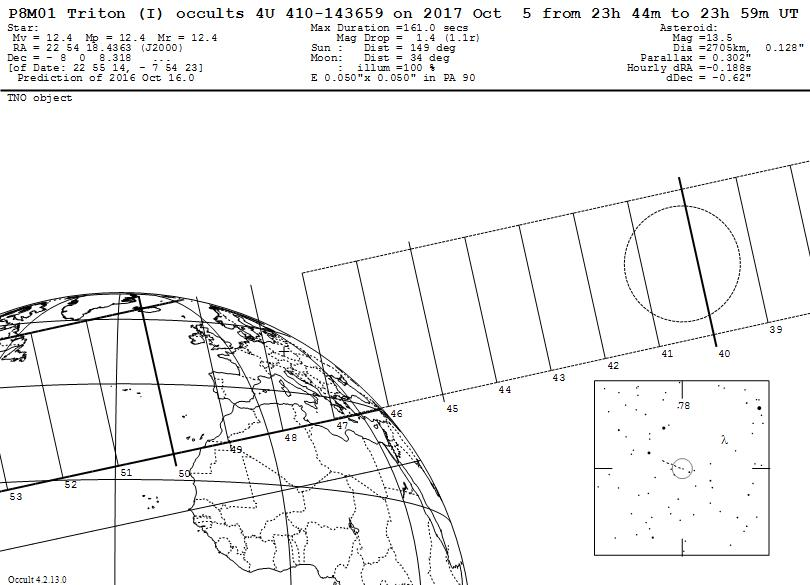 P8M01 Triton (I) occults 4U 410-143659 on 2017 Oct  5 from 23h 44m to 23h 59m UT
Star:
Mv = 12.4  Mp = 12.4  Mr = 12.4
RA = 22 54 18.4363 (J2000)
Dec = - 8  0  8.318   ...
[of Date: 22 55 14, - 7 54 23]
Prediction of 2016 Oct 16.0
Max Duration =161.0 secs
Mag Drop =  1.4 (1.1r)
Sun :   Dist = 149 deg
Moon:   Dist = 34 deg
:  illum =100 %
E 0.050"x 0.050" in PA 90
Asteroid:
Mag =13.5
Dia =2705km,  0.128"
Parallax = 0.302"
Hourly dRA =-0.188s
dDec = -0.62"
TNO object
39
40
41
42
43
44
45
46
47
48
49
50
51
52
53
78
λ
Occult 4.2.13.0